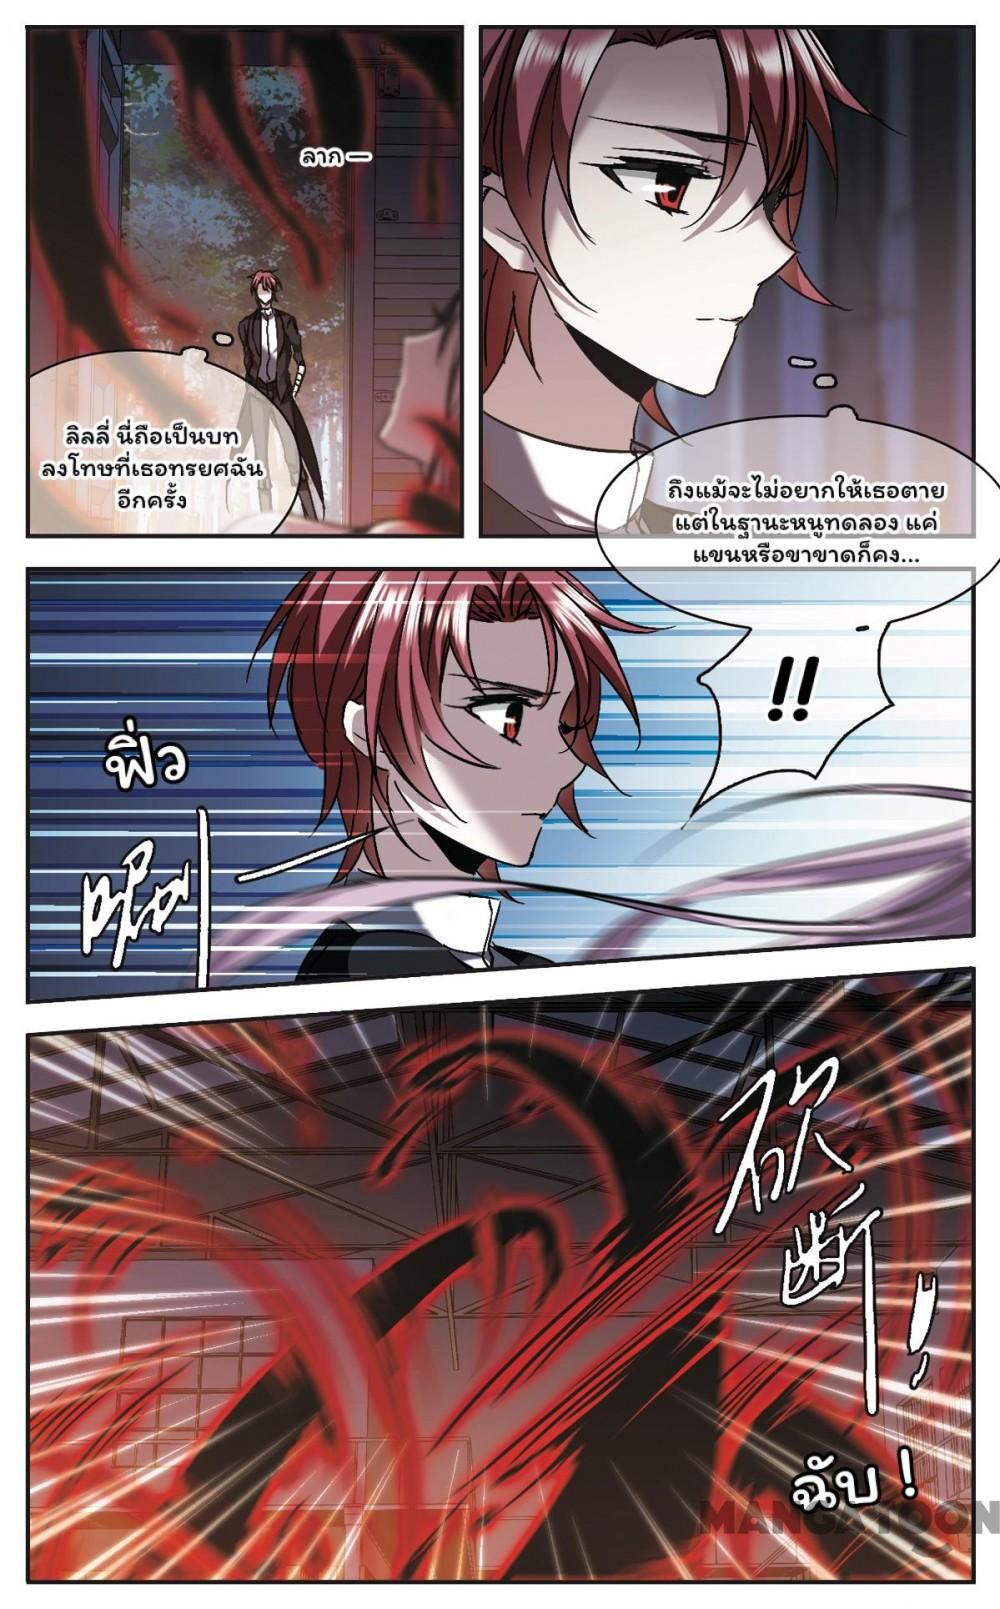 ลาก —
ลิลลี่ นี่ถือเป็นบท
ลงโทษที่เธอทรยศฉัน
อีกครั้ง
ถึงแม้จะไม่อยากให้เธอตาย
แต่ในฐานะหนูทดลอง แค่
แขนหรือขาขาดก็คง...
!!
ฟิ่ว
唰
砍断!
ฉับ !
MANGATOON